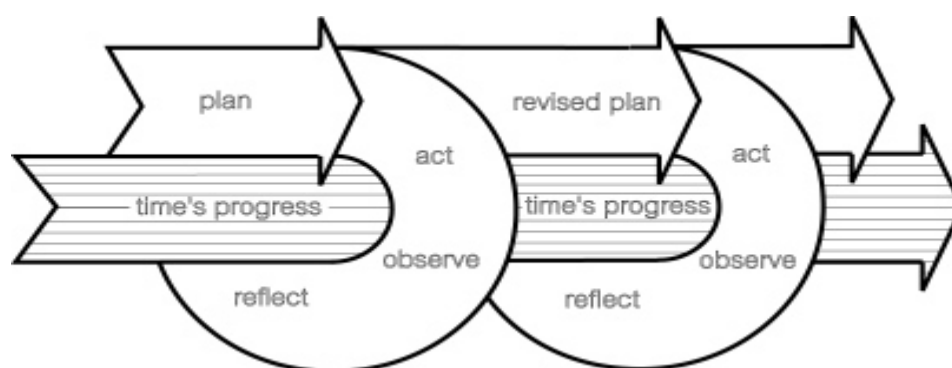 plan
act
time's progress
observe
reflect
revised plan
act
time's progress
observe
reflect